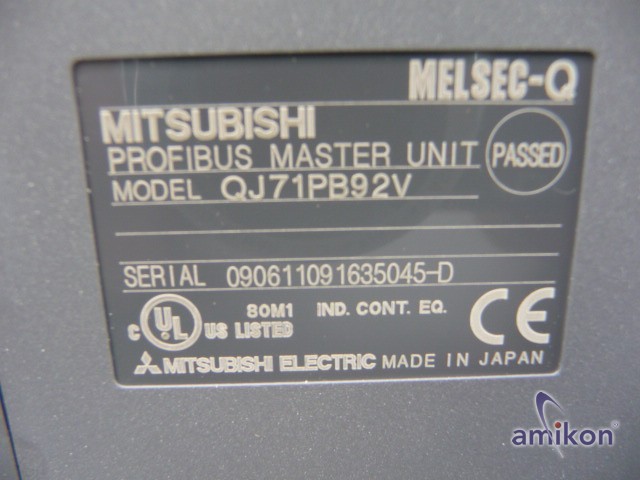 MELSEC-Q
MITSUBISHI
PROFIBUS MASTER UNIT PASSED
MODEL QJ71PB92V
SERIAL 090611091635045-D
C UL US LISTED 80M1 IND. CONT. EQ. CE
MITSUBISHI ELECTRIC MADE IN JAPAN
amikon